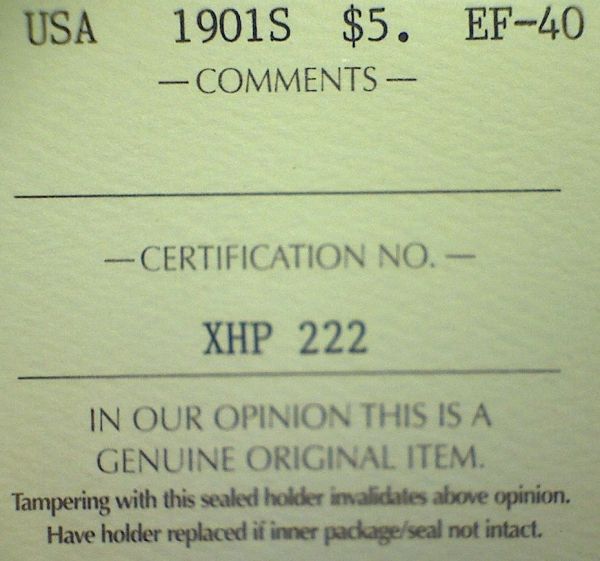 USA 1901S $5. EF-40
— COMMENTS —
— CERTIFICATION NO. —
XHP 222
IN OUR OPINION THIS IS A
GENUINE ORIGINAL ITEM.
Tampering with this sealed holder invalidates above opinion.
Have holder replaced if inner package/seal not intact.